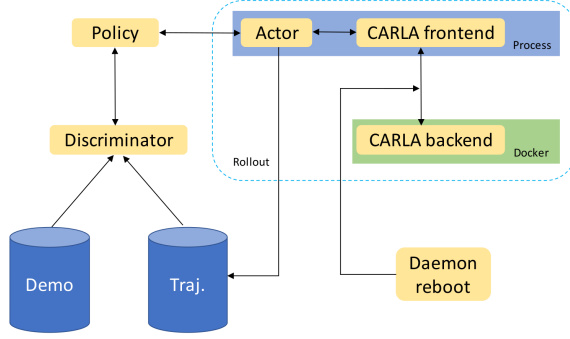 Policy
Actor
CARLA frontend
Process
Discriminator
CARLA backend
Docker
Rollout
Demo
Traj.
Daemon
reboot